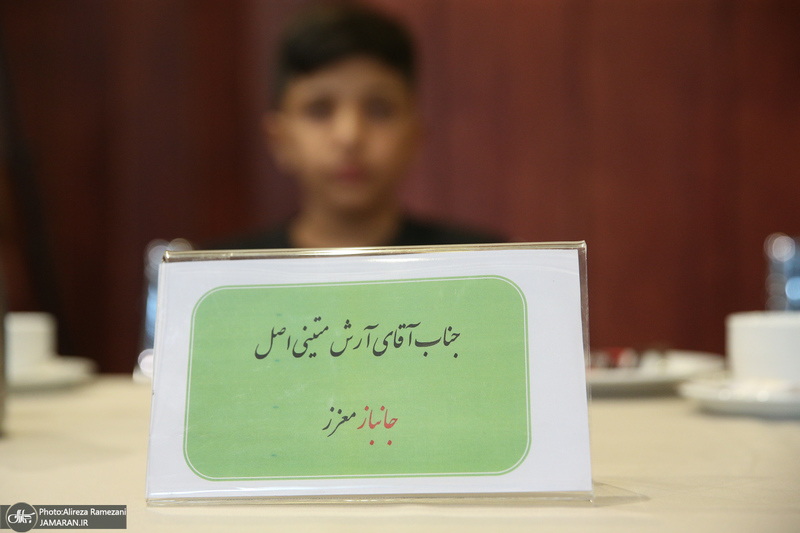 جناب آقای آرش متینی اصل
جانباز معزز
Photo:Alireza Ramezani
JAMARAN.IR